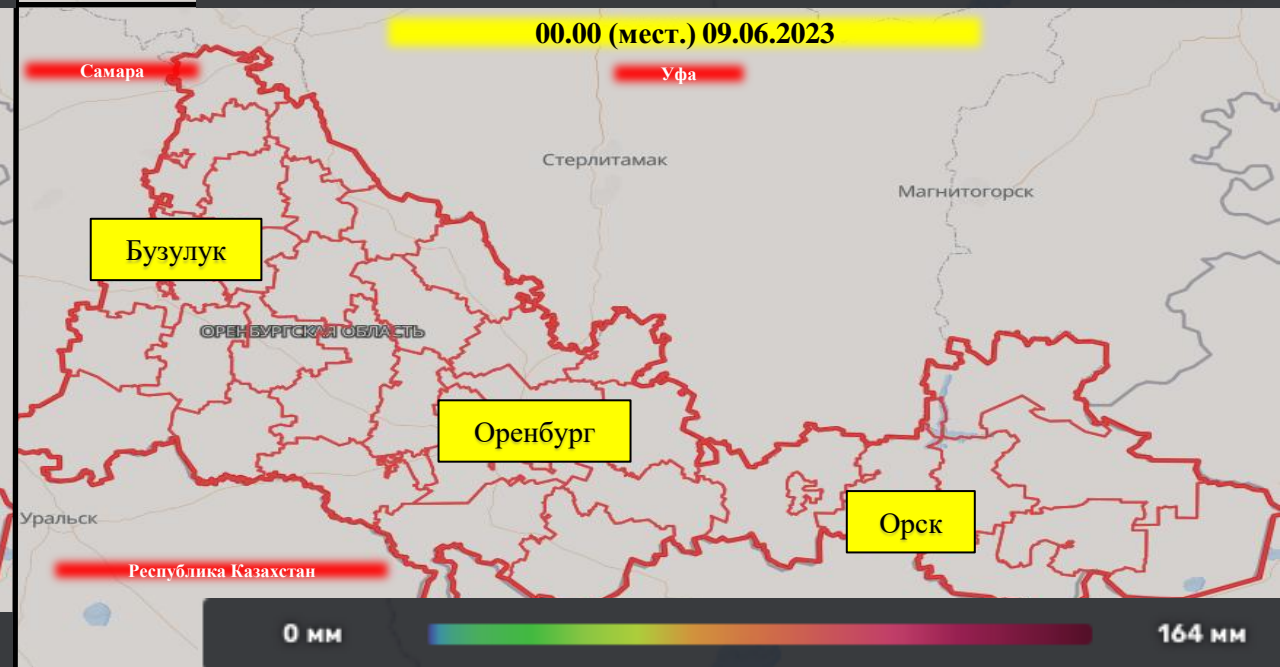 00.00 (мест.) 09.06.2023
Самара
Уфа
Стерлитамак
Магнитогорск
Бузулук
ОРЕНБУРГСКАЯ ОБЛАСТЬ
Оренбург
Орск
Уральск
Республика Казахстан
0 мм
164 мм